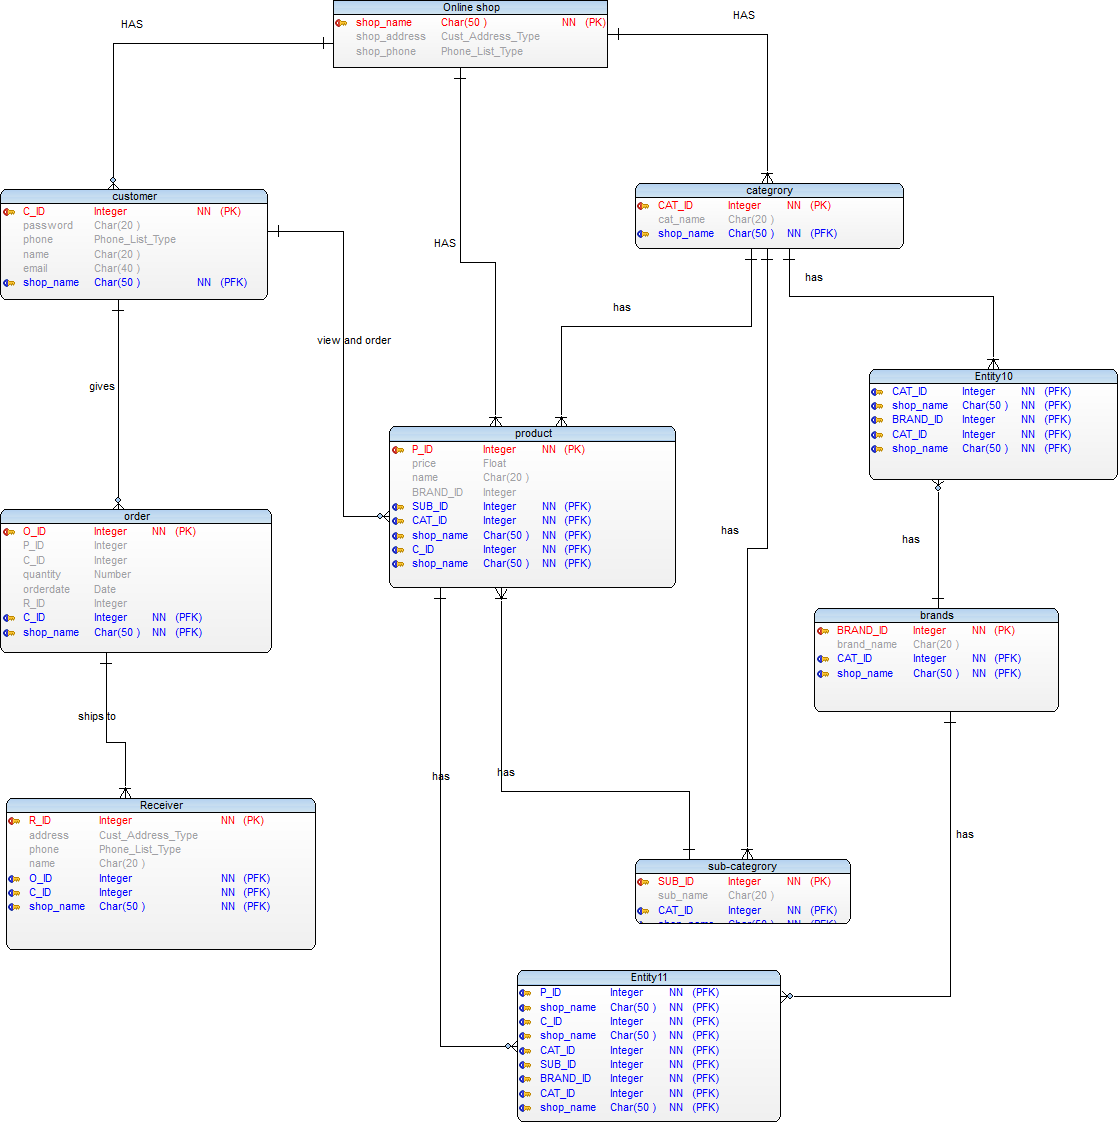 Online shop
shop_name Char(50 ) NN (PK)
shop_address Cust_Address_Type
shop_phone Phone_List_Type
HAS
HAS
customer
C_ID Integer NN (PK)
password Char(20 )
phone Phone_List_Type
name Char(20 )
email Char(40 )
shop_name Char(50 ) NN (PFK)
categrory
CAT_ID Integer NN (PK)
cat_name Char(20 )
shop_name Char(50 ) NN (PFK)
HAS
has
has
view and order
gives
Entity10
CAT_ID Integer NN (PFK)
shop_name Char(50 ) NN (PFK)
BRAND_ID Integer NN (PFK)
CAT_ID Integer NN (PFK)
shop_name Char(50 ) NN (PFK)
product
P_ID Integer NN (PK)
price Float
name Char(20 )
BRAND_ID Integer
SUB_ID Integer NN (PFK)
CAT_ID Integer NN (PFK)
shop_name Char(50 ) NN (PFK)
C_ID Integer NN (PFK)
shop_name Char(50 ) NN (PFK)
order
O_ID Integer NN (PK)
P_ID Integer
C_ID Integer
quantity Number
orderdate Date
R_ID Integer
C_ID Integer NN (PFK)
shop_name Char(50 ) NN (PFK)
has
has
brands
BRAND_ID Integer NN (PK)
brand_name Char(20 )
CAT_ID Integer NN (PFK)
shop_name Char(50 ) NN (PFK)
ships to
has
has
has
Receiver
R_ID Integer NN (PK)
address Cust_Address_Type
phone Phone_List_Type
name Char(20 )
O_ID Integer NN (PFK)
C_ID Integer NN (PFK)
shop_name Char(50 ) NN (PFK)
sub-categrory
SUB_ID Integer NN (PK)
sub_name Char(20 )
CAT_ID Integer NN (PFK)
shop_name Char(50 ) NN (PFK)
Entity11
P_ID Integer NN (PFK)
shop_name Char(50 ) NN (PFK)
C_ID Integer NN (PFK)
shop_name Char(50 ) NN (PFK)
CAT_ID Integer NN (PFK)
SUB_ID Integer NN (PFK)
BRAND_ID Integer NN (PFK)
CAT_ID Integer NN (PFK)
shop_name Char(50 ) NN (PFK)